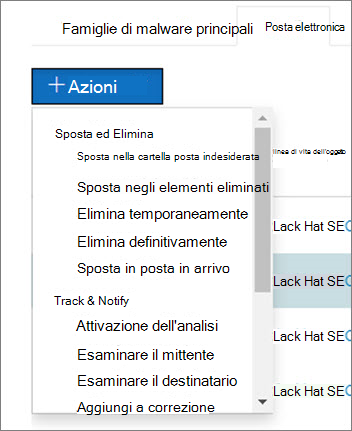 Famiglie di malware principali
Posta elettronica
+ Azioni
Sposta ed Elimina
Sposta nella cartella posta indesiderata
linea di vita dell'oggetto
Sposta negli elementi eliminati
Elimina temporaneamente
Lack Hat SEO
Elimina definitivamente
Sposta in posta in arrivo
Lack Hat SEO
Track & Notify
Attivazione dell'analisi
Lack Hat SEO
Esaminare il mittente
Esaminare il destinatario
Lack Hat SEO
Aggiungi a correzione